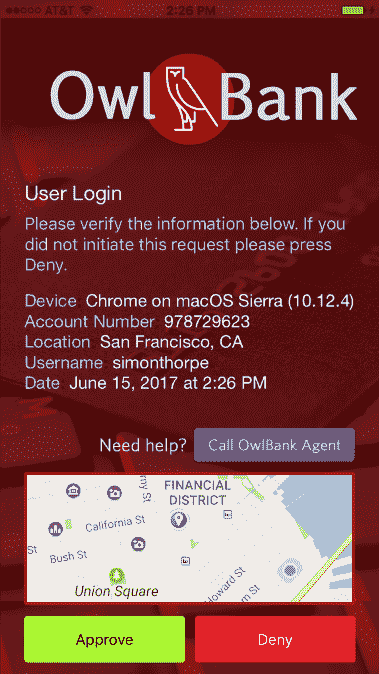 AT&T 2:26 PM
Owl Bank
User Login
Please verify the information below. If you
did not initiate this request please press
Deny.
Device Chrome on macOS Sierra (10.12.4)
Account Number 978729623
Location San Francisco, CA
Username simonthorpe
Date June 15, 2017 at 2:26 PM
Need help? Call OwlBank Agent
FINANCIAL
DISTRICT
my St
California St
St
Bush St
Union Square
Howard St
m St
Approve Deny